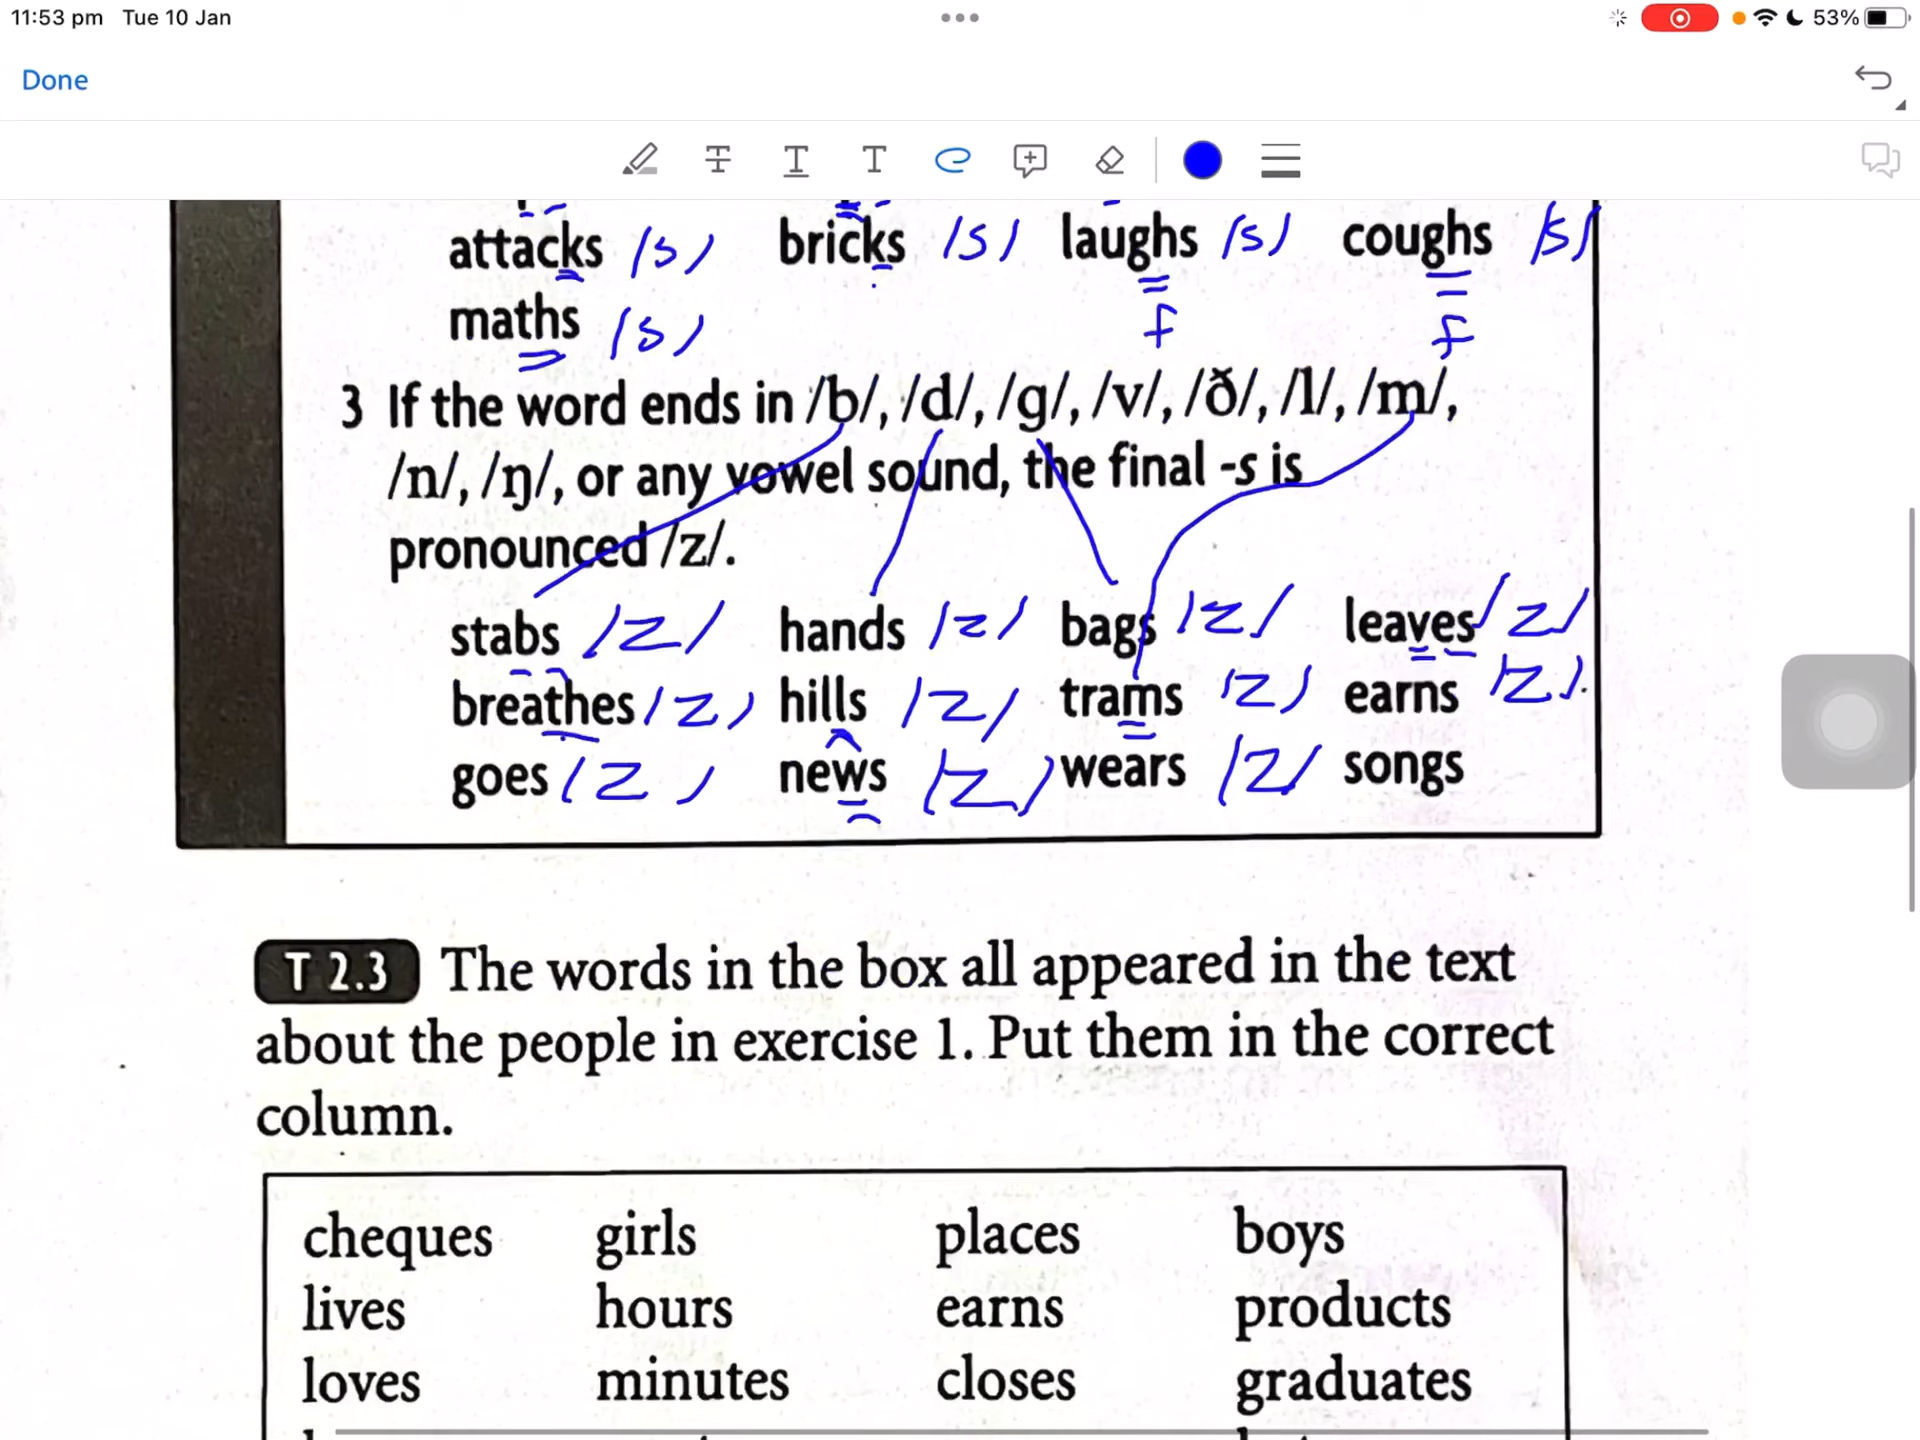 11:53 pm Tue 10 Jan 53%
Done
attacks /s/ bricks /s/ laughs /s/ coughs /s/
maths /s/ f f
3 If the word ends in /b/, /d/, /g/, /v/, /ð/, /l/, /m/,
/n/, /ŋ/, or any vowel sound, the final -s is
pronounced /z/.
stabs /z/ hands /z/ bags /z/ leaves /z/
breathes /z/ hills /z/ trams /z/ earns /z/
goes /z/ news /z/ wears /z/ songs
T 2.3 The words in the box all appeared in the text
about the people in exercise 1. Put them in the correct
column.
cheques girls places boys
lives hours earns products
loves minutes closes graduates